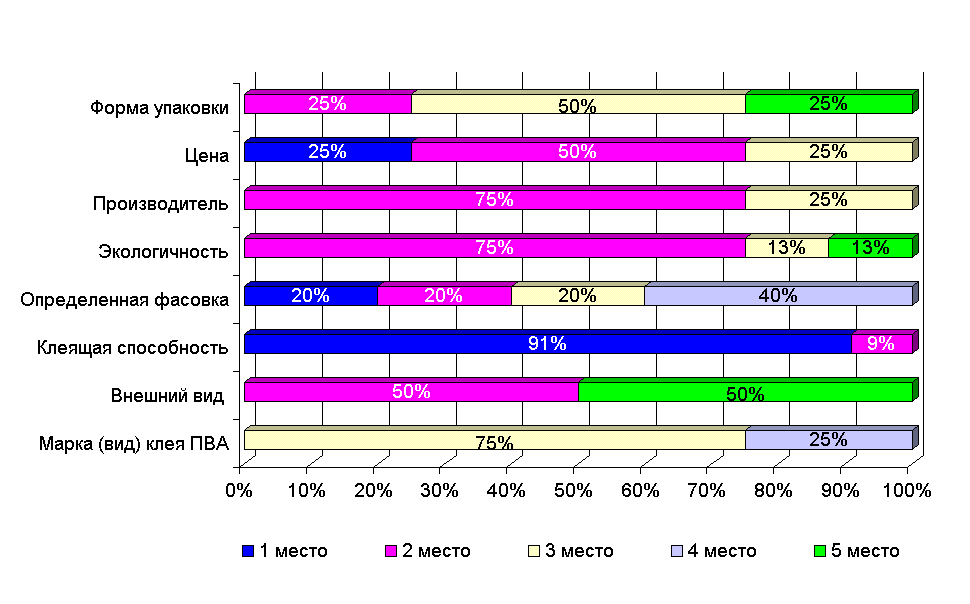 Форма упаковки 25% 50% 25%
Цена 25% 50% 25%
Производитель 75% 25%
Экологичность 75% 13% 13%
Определенная фасовка 20% 20% 20% 40%
Клеящая способность 91% 9%
Внешний вид 50% 50%
Марка (вид) клея ПВА 75% 25%
0% 10% 20% 30% 40% 50% 60% 70% 80% 90% 100%
1 место 2 место 3 место 4 место 5 место